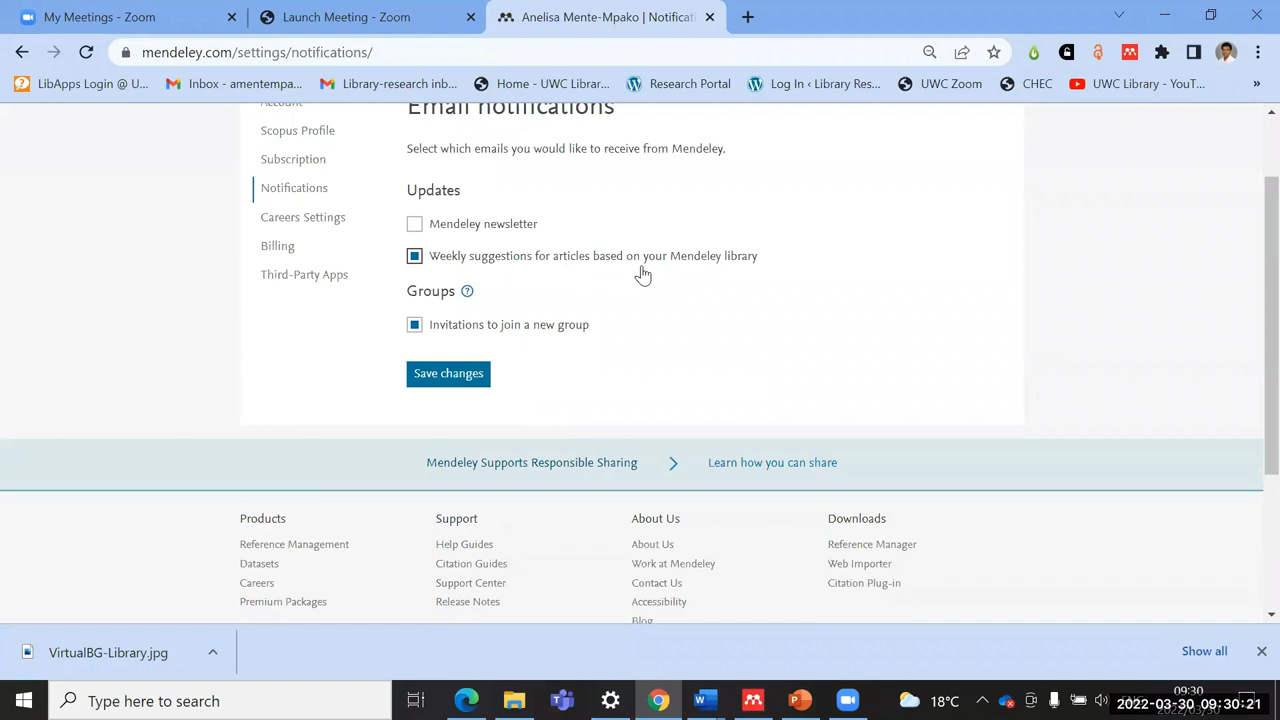 My Meetings - Zoom
Launch Meeting - Zoom
Anelisa Mente-Mpako | Notificati
mendeley.com/settings/notifications/
LibApps Login @ U...
Inbox - amentempa...
Library-research inb...
Home - UWC Librar...
Research Portal
Log In ‹ Library Res...
UWC Zoom
CHEC
UWC Library - YouT...
»
Account
Scopus Profile
Subscription
Notifications
Careers Settings
Billing
Third-Party Apps
Email notifications
Select which emails you would like to receive from Mendeley.
Updates
Mendeley newsletter
Weekly suggestions for articles based on your Mendeley library
Groups ?
Invitations to join a new group
Save changes
Mendeley Supports Responsible Sharing
Learn how you can share
Products
Reference Management
Datasets
Careers
Premium Packages
Support
Help Guides
Citation Guides
Support Center
Release Notes
About Us
About Us
Work at Mendeley
Contact Us
Accessibility
Blog
Downloads
Reference Manager
Web Importer
Citation Plug-in
VirtualBG-Library.jpg
Show all
Type here to search
18°C
ENG
09:30
2022-03-30 09:30:21